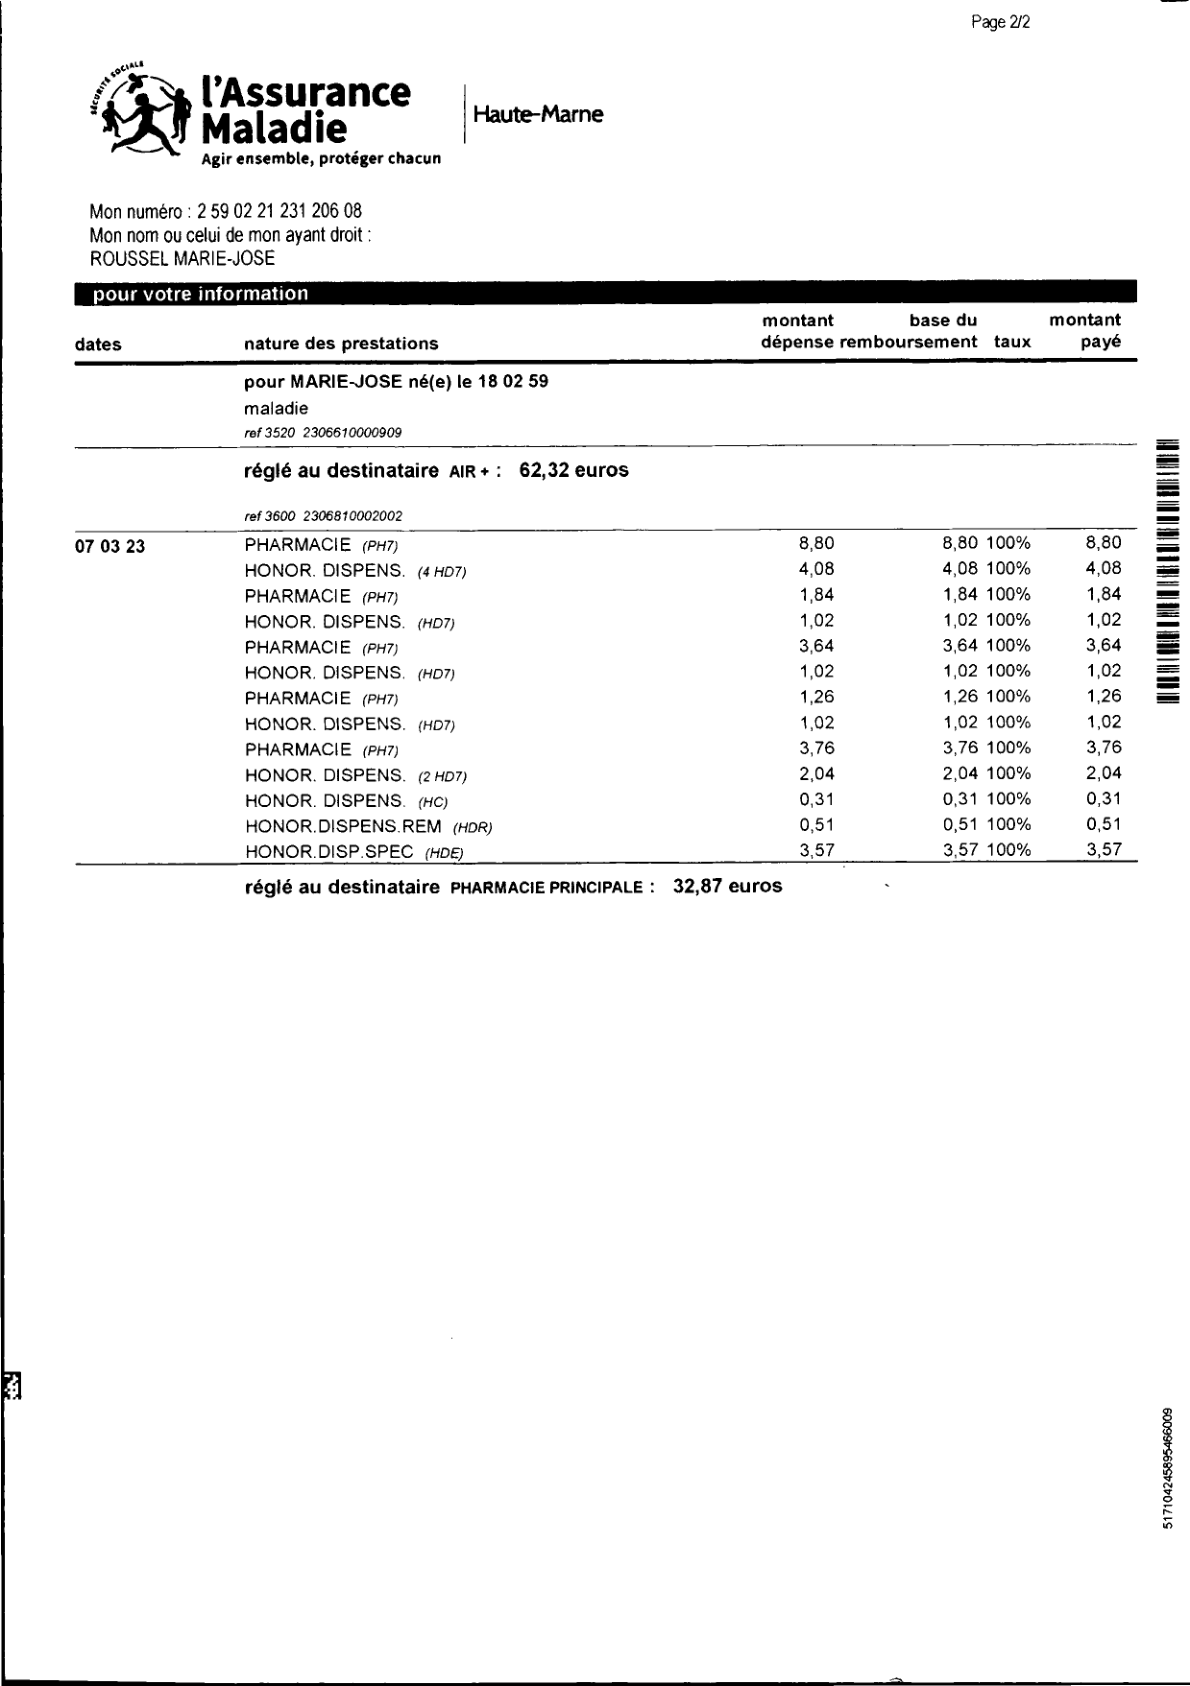 Page 2/2
SÉCURITÉ SOCIALE
l'Assurance
Maladie
Agir ensemble, protéger chacun
Haute-Marne
Mon numéro : 2 59 02 21 231 206 08
Mon nom ou celui de mon ayant droit :
ROUSSEL MARIE-JOSE
pour votre information
montant base du montant
dates nature des prestations dépense remboursement taux payé
pour MARIE-JOSE né(e) le 18 02 59
maladie
ref 3520 2306610000909
réglé au destinataire AIR + : 62,32 euros
ref 3600 2306810002002
07 03 23 PHARMACIE (PH7) 8,80 8,80 100% 8,80
HONOR. DISPENS. (4 HD7) 4,08 4,08 100% 4,08
PHARMACIE (PH7) 1,84 1,84 100% 1,84
HONOR. DISPENS. (HD7) 1,02 1,02 100% 1,02
PHARMACIE (PH7) 3,64 3,64 100% 3,64
HONOR. DISPENS. (HD7) 1,02 1,02 100% 1,02
PHARMACIE (PH7) 1,26 1,26 100% 1,26
HONOR. DISPENS. (HD7) 1,02 1,02 100% 1,02
PHARMACIE (PH7) 3,76 3,76 100% 3,76
HONOR. DISPENS. (2 HD7) 2,04 2,04 100% 2,04
HONOR. DISPENS. (HC) 0,31 0,31 100% 0,31
HONOR.DISPENS.REM (HDR) 0,51 0,51 100% 0,51
HONOR.DISP.SPEC (HDE) 3,57 3,57 100% 3,57
réglé au destinataire PHARMACIE PRINCIPALE : 32,87 euros
517104245895466009